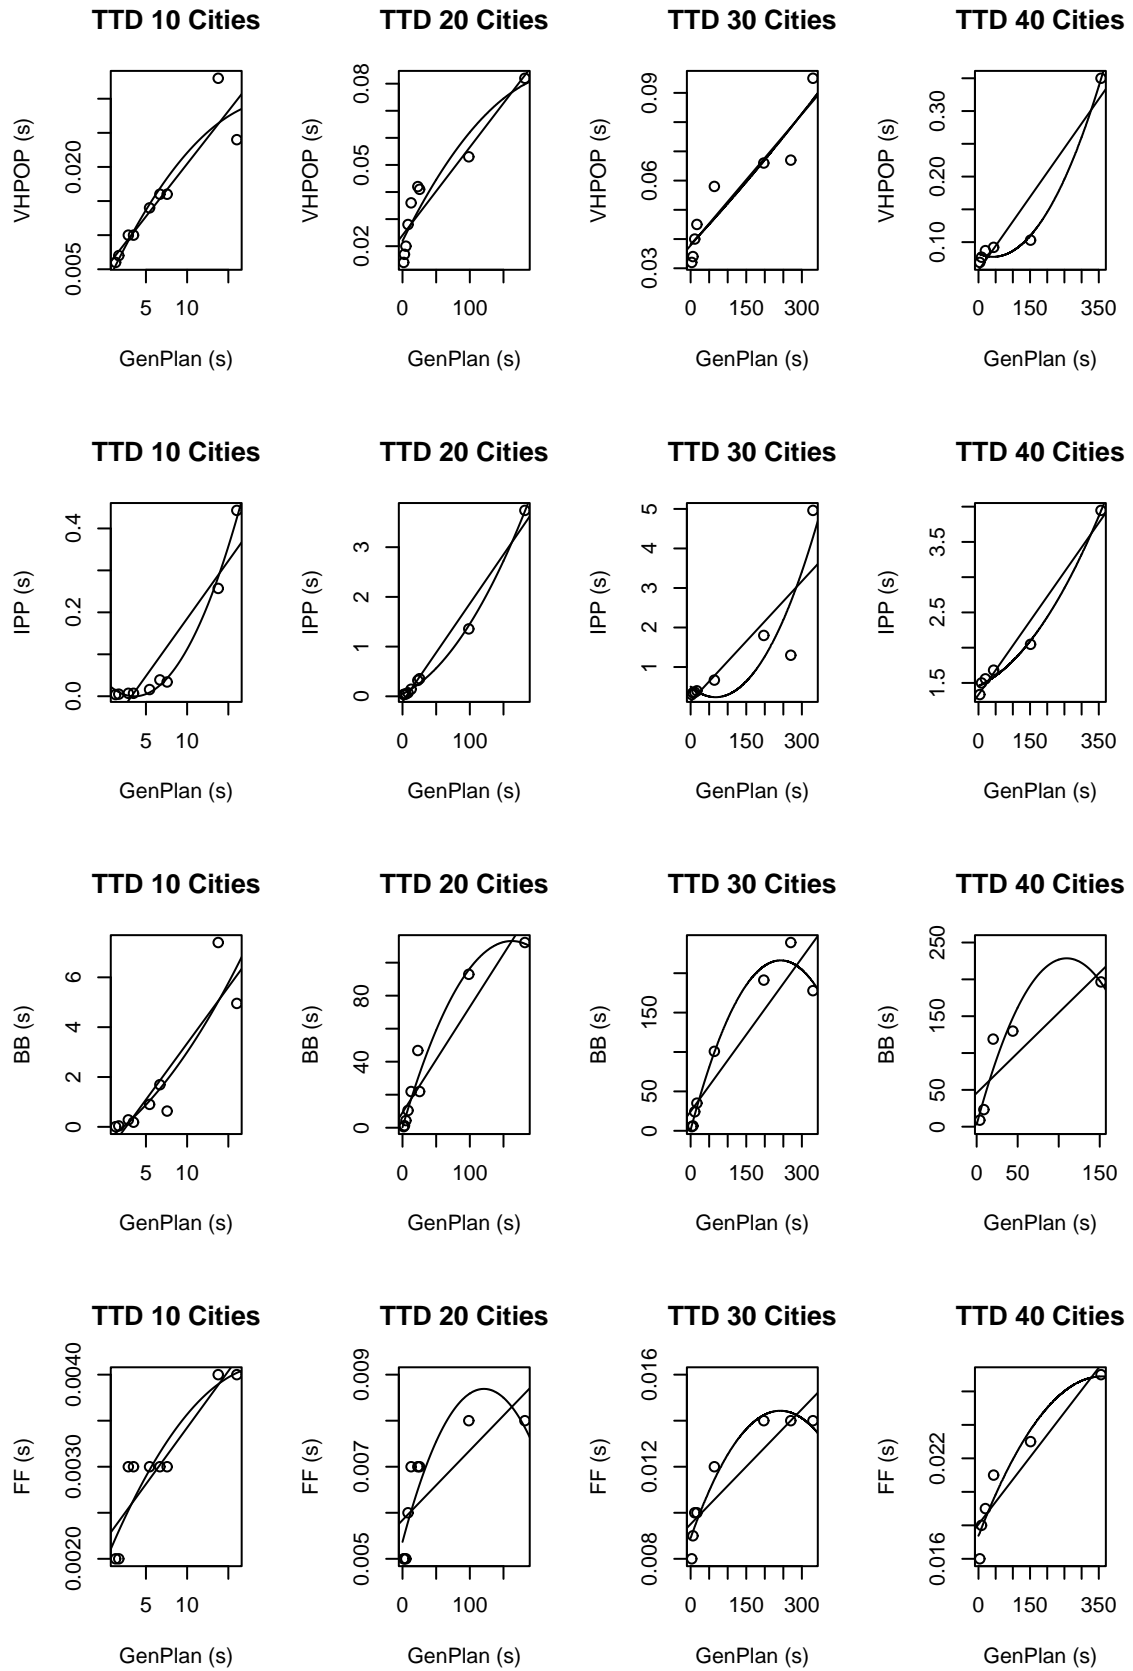 TTD 10 Cities TTD 20 Cities TTD 30 Cities TTD 40 Cities
VHPOP (s) 0.005 0.020
VHPOP (s) 0.02 0.05 0.08
VHPOP (s) 0.03 0.06 0.09
VHPOP (s) 0.10 0.20 0.30
5 10 0 100 0 150 300 0 150 350
GenPlan (s) GenPlan (s) GenPlan (s) GenPlan (s)
TTD 10 Cities TTD 20 Cities TTD 30 Cities TTD 40 Cities
IPP (s) 0.0 0.2 0.4
IPP (s) 0 1 2 3
IPP (s) 1 2 3 4 5
IPP (s) 1.5 2.5 3.5
5 10 0 100 0 150 300 0 150 350
GenPlan (s) GenPlan (s) GenPlan (s) GenPlan (s)
TTD 10 Cities TTD 20 Cities TTD 30 Cities TTD 40 Cities
BB (s) 0 2 4 6
BB (s) 0 40 80
BB (s) 0 50 150
BB (s) 0 50 150 250
5 10 0 100 0 150 300 0 50 150
GenPlan (s) GenPlan (s) GenPlan (s) GenPlan (s)
TTD 10 Cities TTD 20 Cities TTD 30 Cities TTD 40 Cities
FF (s) 0.0020 0.0030 0.0040
FF (s) 0.005 0.007 0.009
FF (s) 0.008 0.012 0.016
FF (s) 0.016 0.022
5 10 0 100 0 150 300 0 150 350
GenPlan (s) GenPlan (s) GenPlan (s) GenPlan (s)